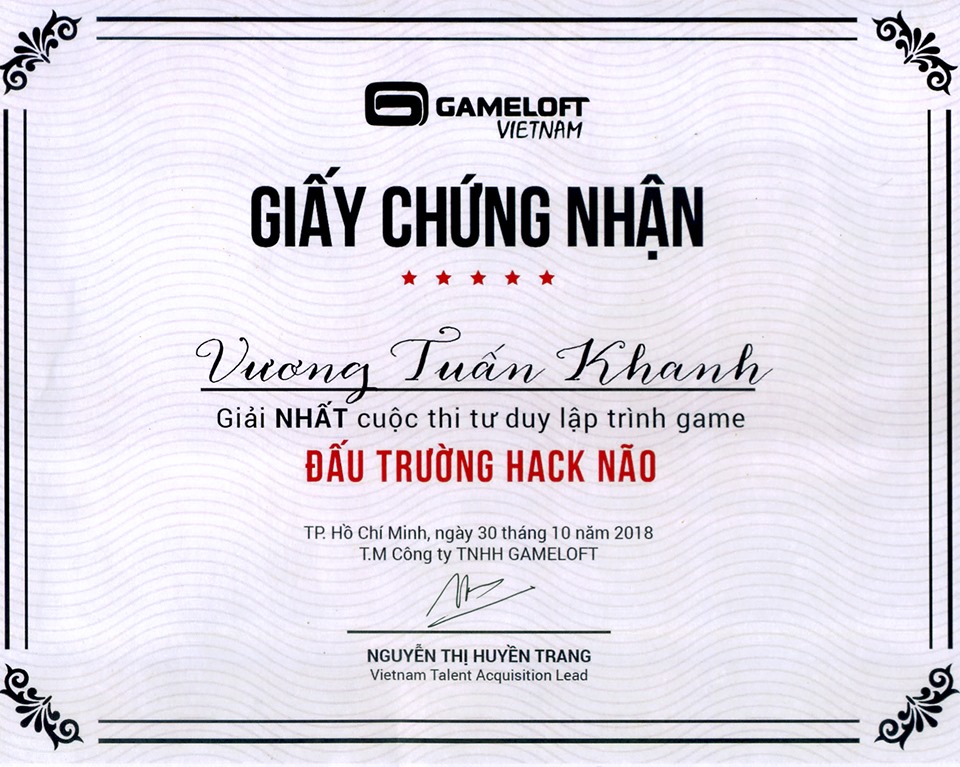 GAMELOFT
VIETNAM
GIẤY CHỨNG NHẬN
Vương Tuấn Khanh
Giải NHẤT cuộc thi tư duy lập trình game
ĐẤU TRƯỜNG HACK NÃO
TP. Hồ Chí Minh, ngày 30 tháng 10 năm 2018
T.M Công ty TNHH GAMELOFT
NGUYỄN THỊ HUYỀN TRANG
Vietnam Talent Acquisition Lead